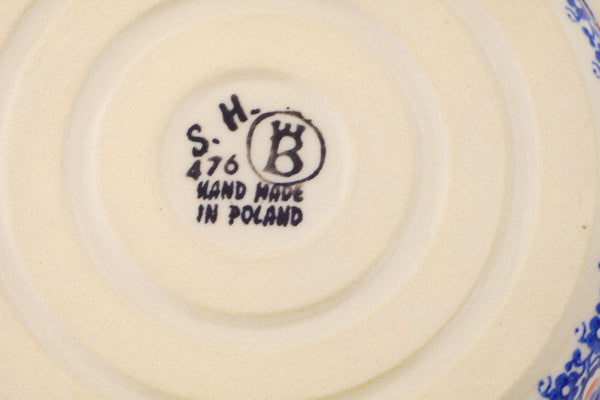 S. H.
B
476
HAND MADE
IN POLAND